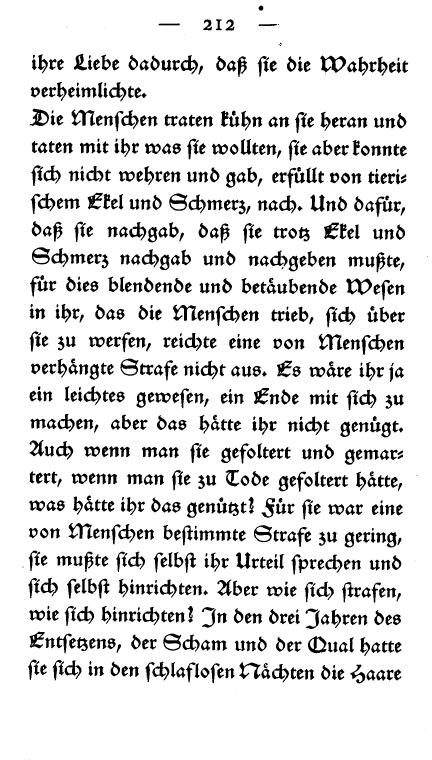 — 212 —
ihre Liebe dadurch, daß sie die Wahrheit
verheimlichte.
Die Menschen traten kühn an sie heran und
taten mit ihr was sie wollten, sie aber konnte
sich nicht wehren und gab, erfüllt von tieri-
schem Ekel und Schmerz, nach. Und dafür,
daß sie nachgab, daß sie trotz Ekel und
Schmerz nachgab und nachgeben mußte,
für dies blendende und betäubende Wesen
in ihr, das die Menschen trieb, sich über
sie zu werfen, reichte eine von Menschen
verhängte Strafe nicht aus. Es wäre ihr ja
ein leichtes gewesen, ein Ende mit sich zu
machen, aber das hätte ihr nicht genügt.
Auch wenn man sie gefoltert und gemar-
tert, wenn man sie zu Tode gefoltert hätte,
was hätte ihr das genützt? Für sie war eine
von Menschen bestimmte Strafe zu gering,
sie mußte sich selbst ihr Urteil sprechen und
sich selbst hinrichten. Aber wie sich strafen,
wie sich hinrichten? In den drei Jahren des
Entsetzens, der Scham und der Qual hatte
sie sich in den schlaflosen Nächten die Haare